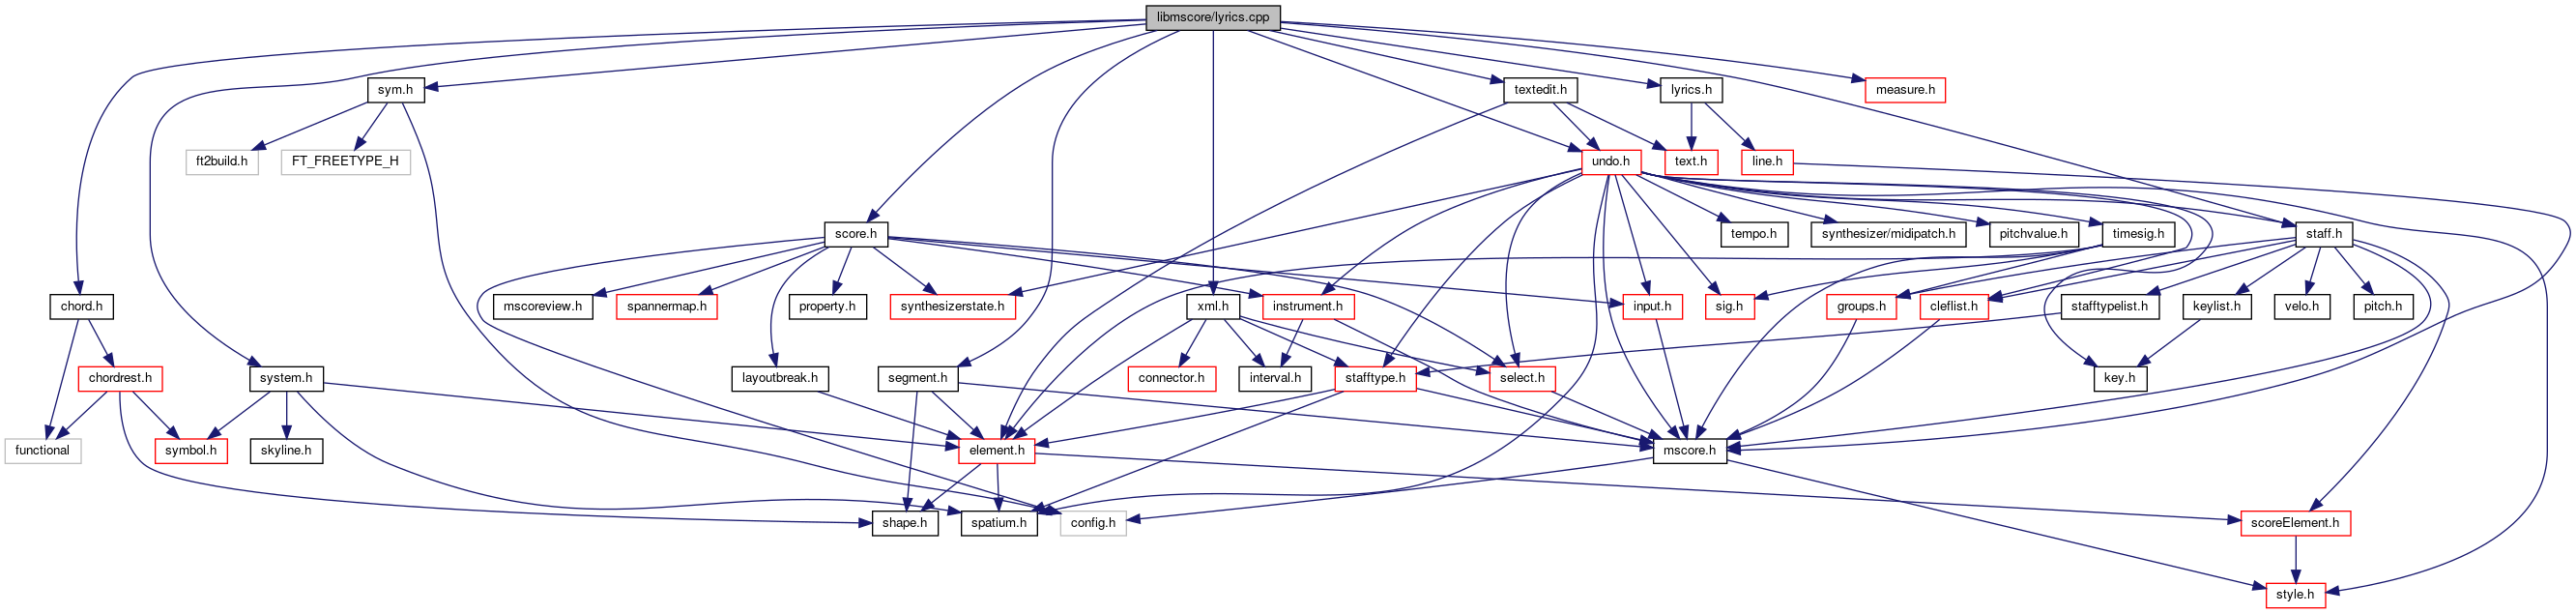 libmscore/lyrics.cpp
sym.h
textedit.h
lyrics.h
measure.h
ft2build.h
FT_FREETYPE_H
undo.h
text.h
line.h
score.h
tempo.h
synthesizer/midipatch.h
pitchvalue.h
timesig.h
staff.h
chord.h
mscoreview.h
spannermap.h
property.h
synthesizerstate.h
xml.h
instrument.h
input.h
sig.h
groups.h
cleflist.h
stafftypelist.h
keylist.h
velo.h
pitch.h
chordrest.h
system.h
layoutbreak.h
segment.h
connector.h
interval.h
stafftype.h
select.h
key.h
functional
symbol.h
skyline.h
element.h
mscore.h
shape.h
spatium.h
config.h
scoreElement.h
style.h